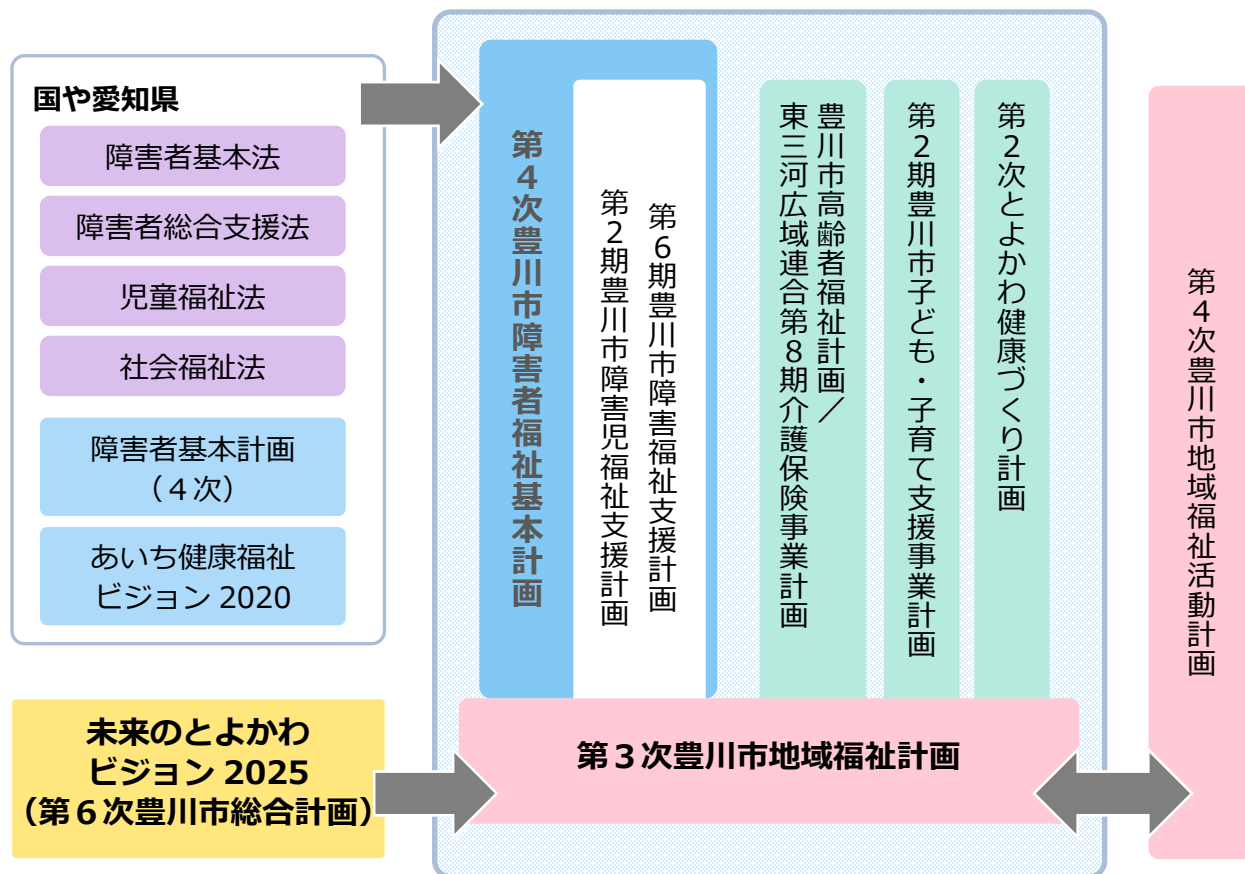 国や愛知県
障害者基本法
障害者総合支援法
児童福祉法
社会福祉法
障害者基本計画
（４次）
あいち健康福祉
ビジョン 2020
未来のとよかわ
ビジョン 2025
（第６次豊川市総合計画）
第４次豊川市障害者福祉基本計画
第６期豊川市障害福祉支援計画
第２期豊川市障害児福祉支援計画
豊川市高齢者福祉計画／
東三河広域連合第８期介護保険事業計画
第２期豊川市子ども・子育て支援事業計画
第２次とよかわ健康づくり計画
第３次豊川市地域福祉計画
第４次豊川市地域福祉活動計画